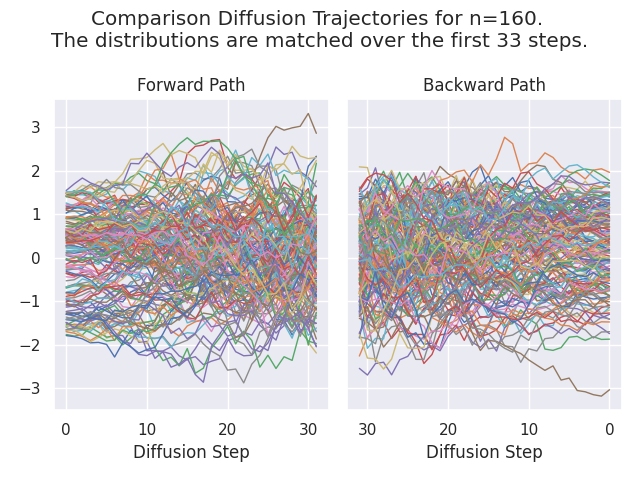 Comparison Diffusion Trajectories for n=160.
The distributions are matched over the first 33 steps.
Forward Path
Backward Path
3
2
1
0
−1
−2
−3
0 10 20 30
30 20 10 0
Diffusion Step
Diffusion Step